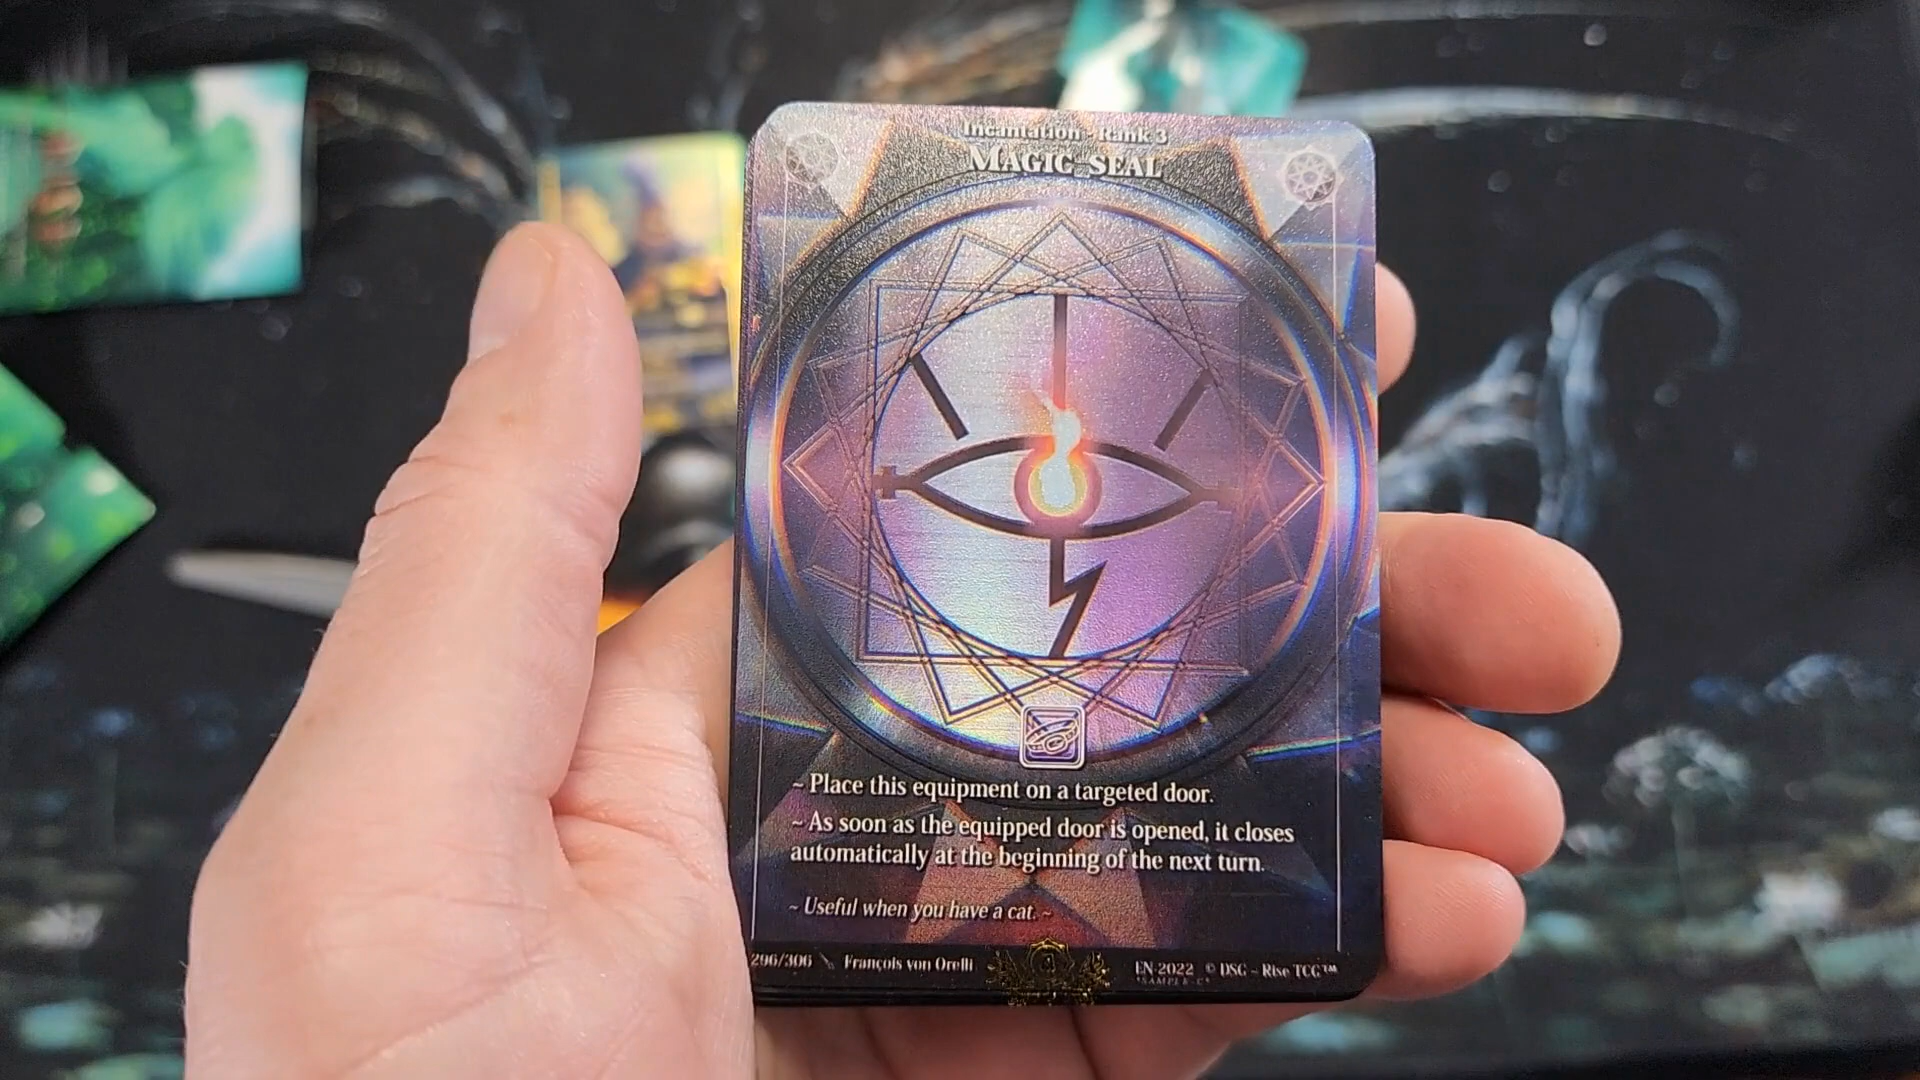 Incantation - Rank 3
MAGIC SEAL
~ Place this equipment on a targeted door.
~ As soon as the equipped door is opened, it closes
automatically at the beginning of the next turn.
~ Useful when you have a cat. ~
296/306 François von Orelli EN-2022 © DSG - Rise TCG™
*SAMPLE-C*